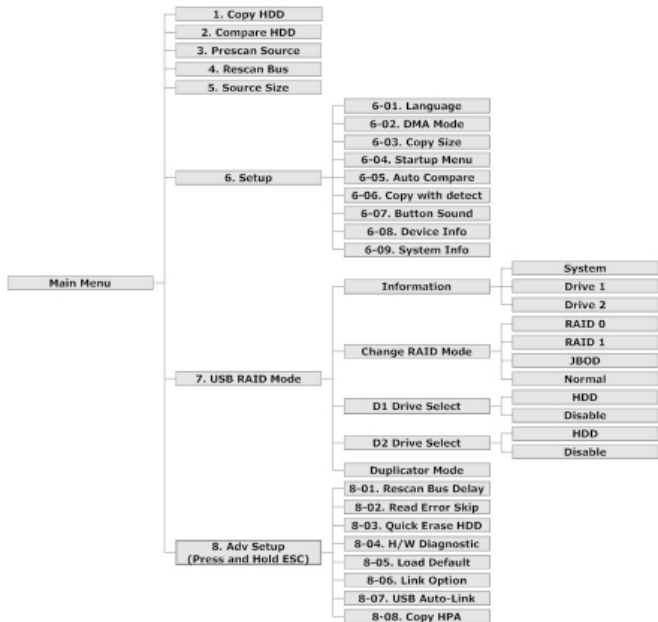 1. Copy HDD
2. Compare HDD
3. Prescan Source
4. Rescan Bus
5. Source Size
6-01. Language
6-02. DMA Mode
6-03. Copy Size
6-04. Startup Menu
6. Setup
6-05. Auto Compare
6-06. Copy with detect
6-07. Button Sound
6-08. Device Info
6-09. System Info
Main Menu
System
Information
Drive 1
Drive 2
RAID 0
RAID 1
Change RAID Mode
JBOD
7. USB RAID Mode
Normal
D1 Drive Select
HDD
Disable
D2 Drive Select
HDD
Disable
Duplicator Mode
8-01. Rescan Bus Delay
8-02. Read Error Skip
8-03. Quick Erase HDD
8. Adv Setup
(Press and Hold ESC)
8-04. H/W Diagnostic
8-05. Load Default
8-06. Link Option
8-07. USB Auto-Link
8-08. Copy HPA